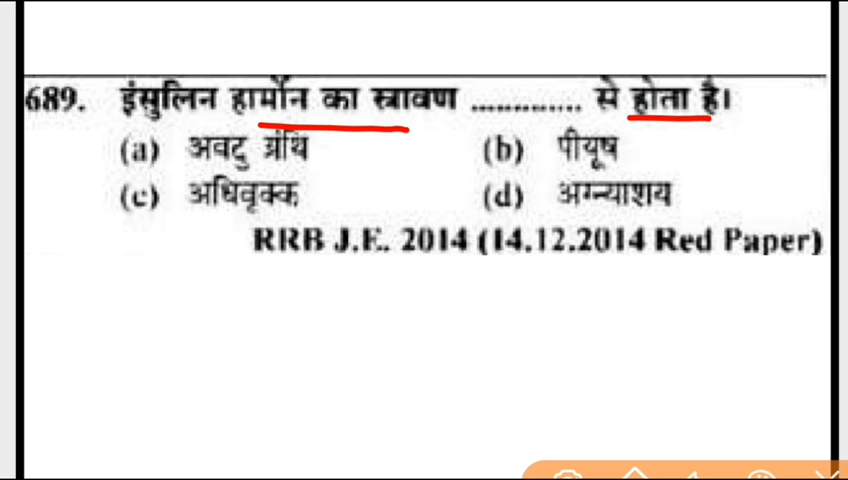 689. इंसुलिन हार्मोन का स्त्रावण ............. से होता है।
(a) अवटु ग्रंथि (b) पीयूष
(c) अधिवृक्क (d) अग्न्याशय
RRB J.E. 2014 (14.12.2014 Red Paper)